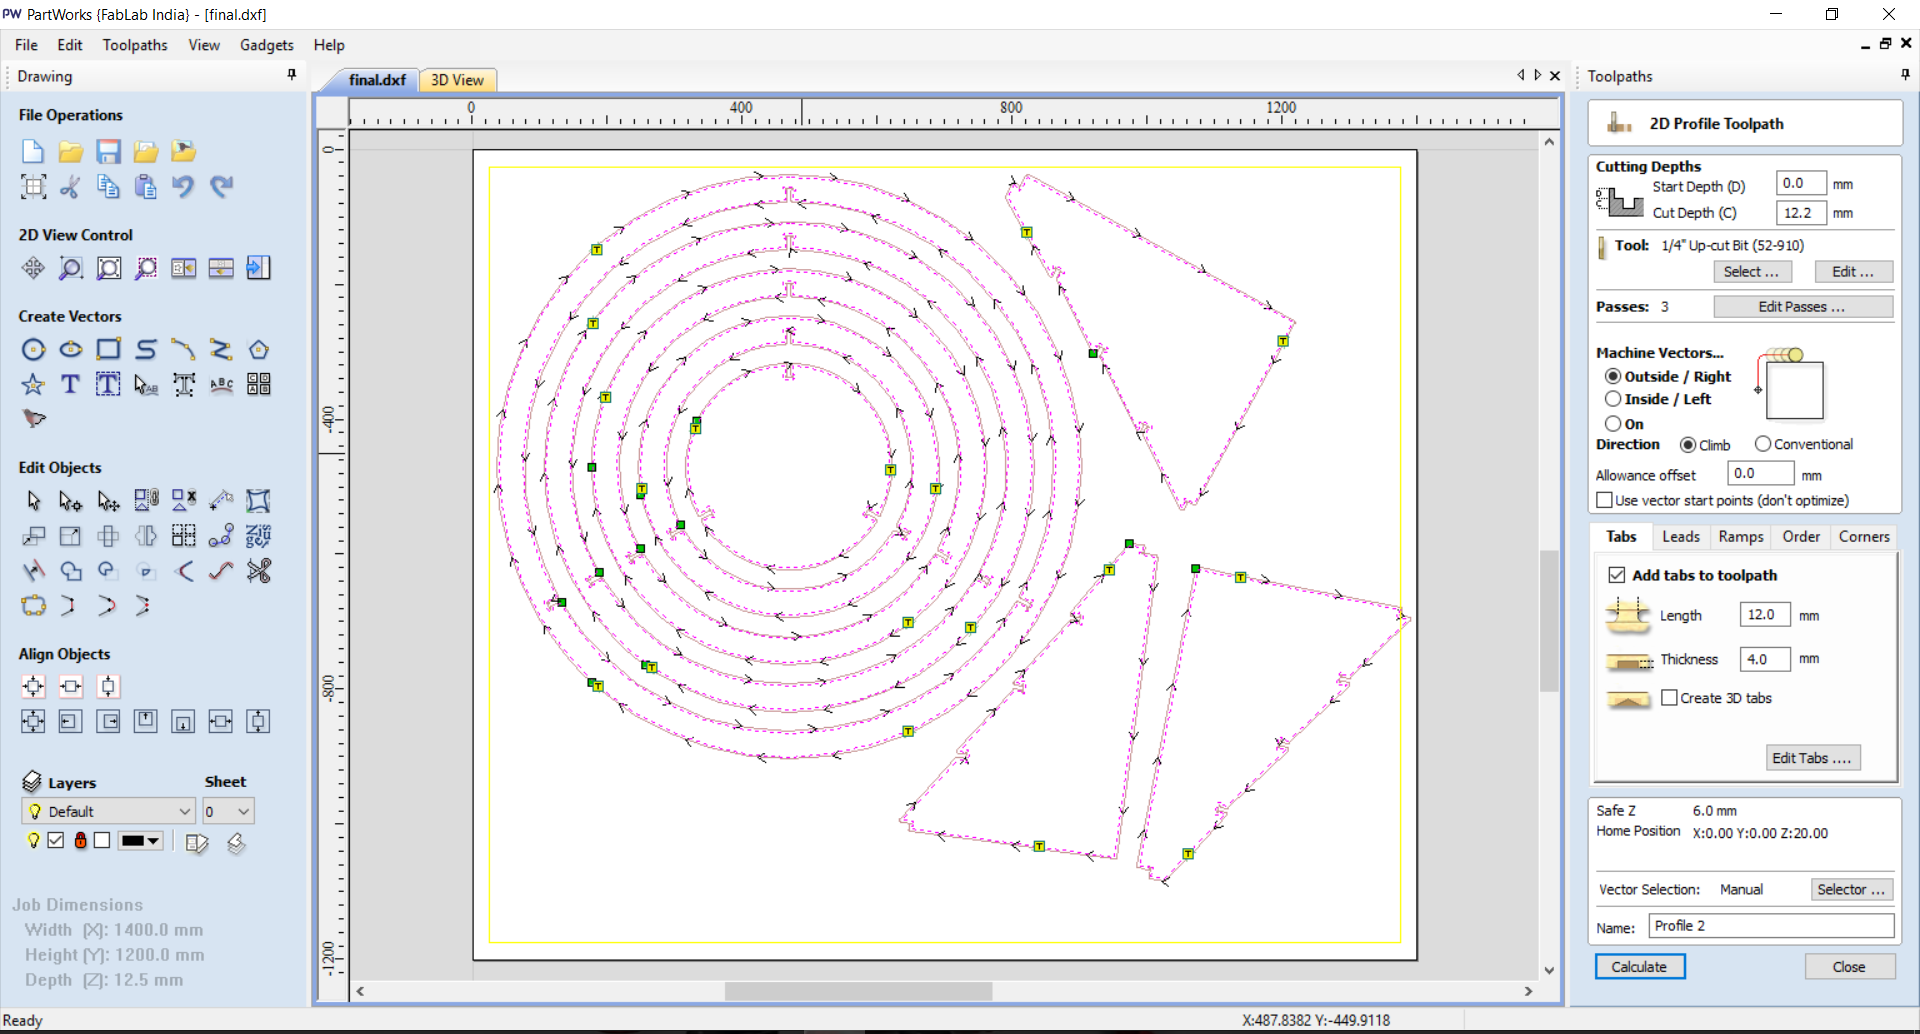 PW PartWorks {FabLab India} - [final.dxf]
File Edit Toolpaths View Gadgets Help
Drawing
File Operations
2D View Control
Create Vectors
T T T AB T ABC
Edit Objects
Align Objects
Layers Sheet
Default 0
Job Dimensions
Width (X): 1400.0 mm
Height (Y): 1200.0 mm
Depth (Z): 12.5 mm
Ready
final.dxf 3D View
0 400 800 1200
0
-400
-800
-1200
X:487.8382 Y:-449.9118
Toolpaths
2D Profile Toolpath
Cutting Depths
Start Depth (D) 0.0 mm
Cut Depth (C) 12.2 mm
Tool: 1/4" Up-cut Bit (52-910)
Select ... Edit ...
Passes: 3 Edit Passes ...
Machine Vectors...
Outside / Right
Inside / Left
On
Direction Climb Conventional
Allowance offset 0.0 mm
Use vector start points (don't optimize)
Tabs Leads Ramps Order Corners
Add tabs to toolpath
Length 12.0 mm
Thickness 4.0 mm
Create 3D tabs
Edit Tabs ....
Safe Z 6.0 mm
Home Position X:0.00 Y:0.00 Z:20.00
Vector Selection: Manual Selector ...
Name: Profile 2
Calculate Close